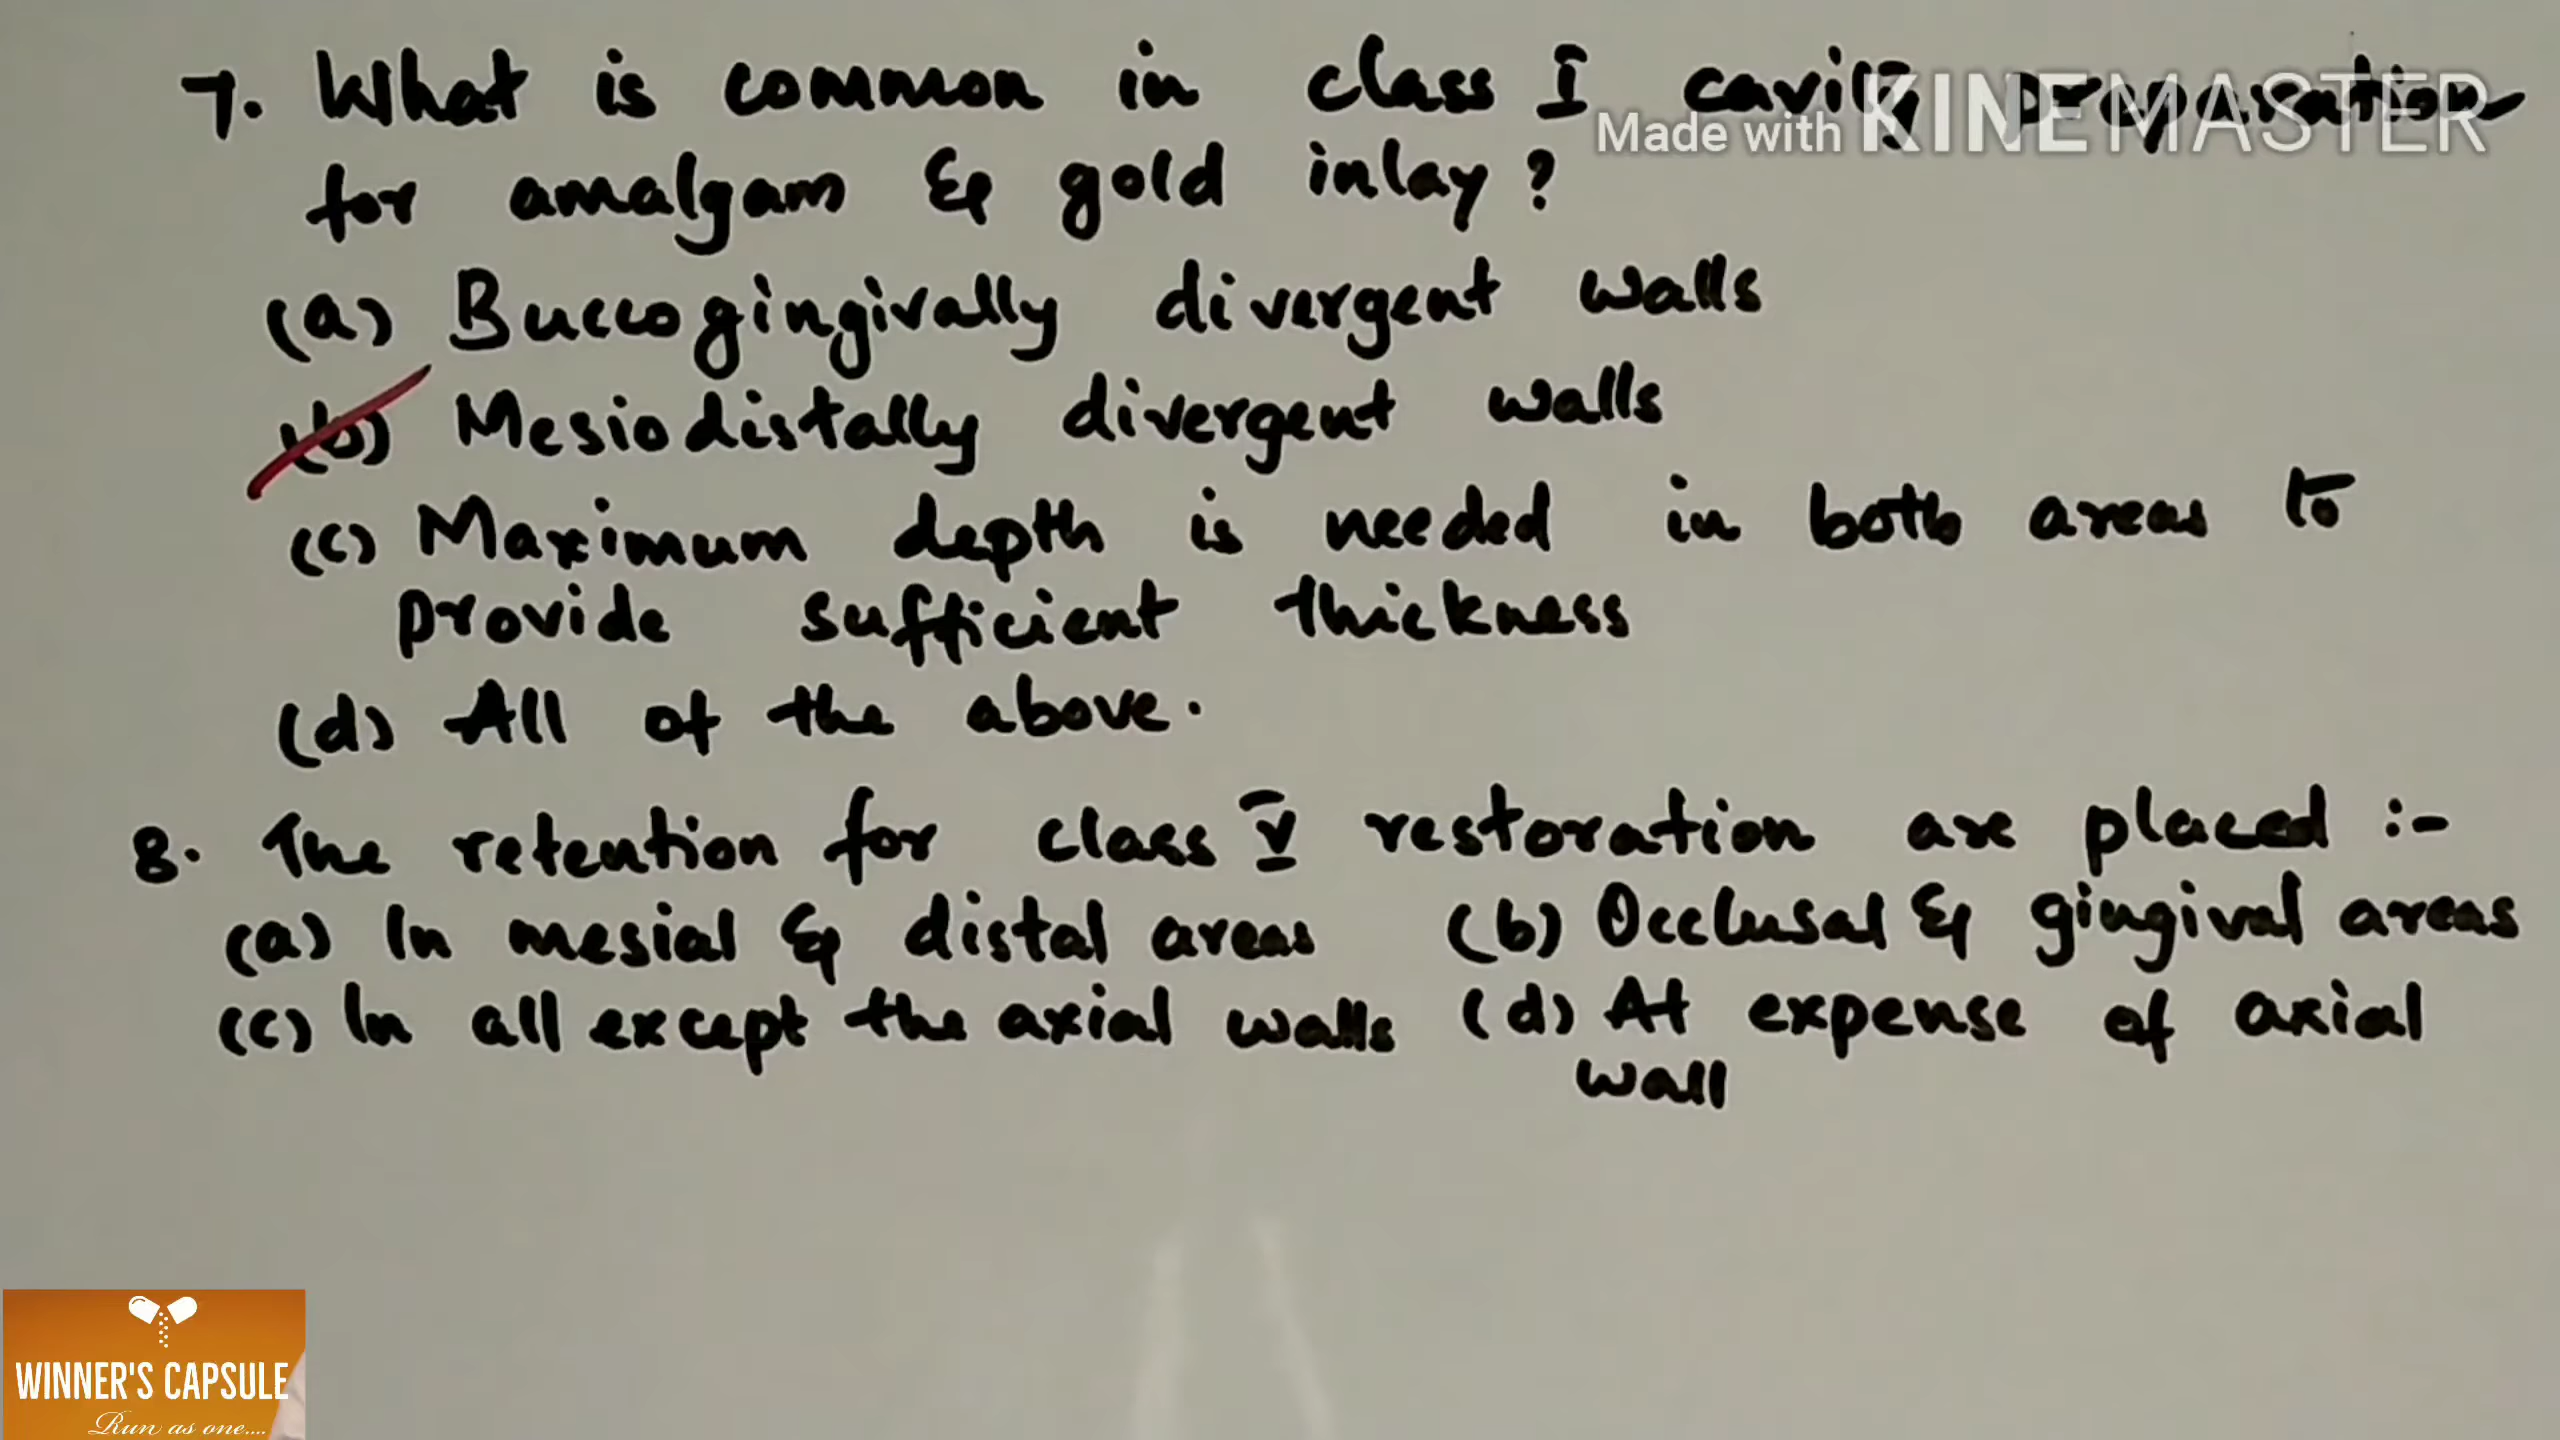 7. What is common in class I cavity preparation
Made with KINEMASTER
for amalgam & gold inlay?
(a) Buccogingivally divergent walls
(b) Mesiodistally divergent walls
(c) Maximum depth is needed in both areas to
provide sufficient thickness
(d) All of the above.
8. The retention for class V restoration are placed :-
(a) In mesial & distal areas (b) Occlusal & gingival areas
(c) In all except the axial walls (d) At expense of axial
wall
WINNER'S CAPSULE
Run as one....